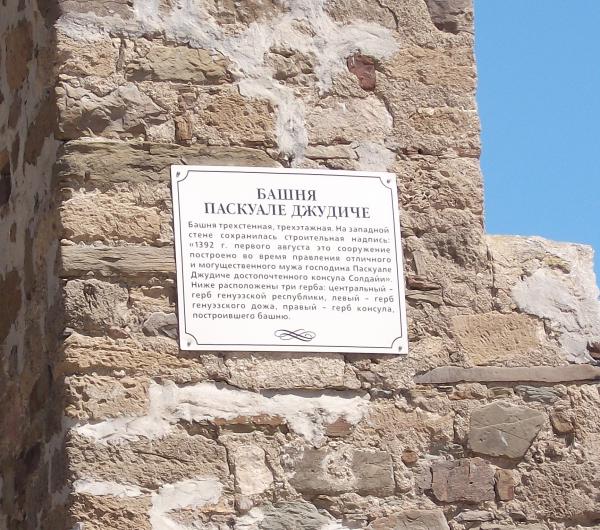 БАШНЯ
ПАСКУАЛЕ ДЖУДИЧЕ
Башня трехстенная, трехэтажная. На западной
стене сохранилась строительная надпись:
«1392 г. первого августа это сооружение
построено во время правления отличного
и могущественного мужа господина Паскуале
Джудиче достопочтенного консула Солдайи».
Ниже расположены три герба: центральный –
герб генуэзской республики, левый – герб
генуэзского дожа, правый – герб консула,
построившего башню.